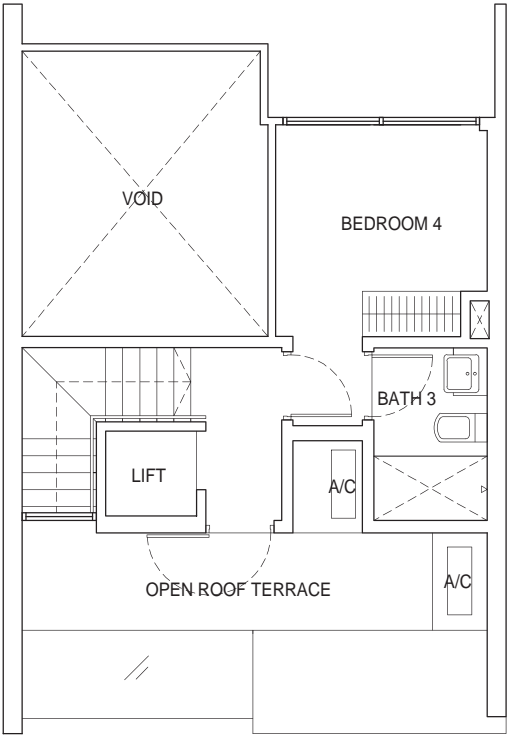 VOID
BEDROOM 4
BATH 3
LIFT
A/C
A/C
OPEN ROOF TERRACE